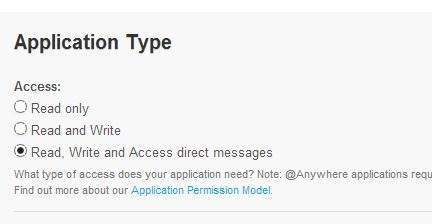 Application Type
Access:
Read only
Read and Write
Read, Write and Access direct messages
What type of access does your application need? Note: @Anywhere applications requ
Find out more about our Application Permission Model.